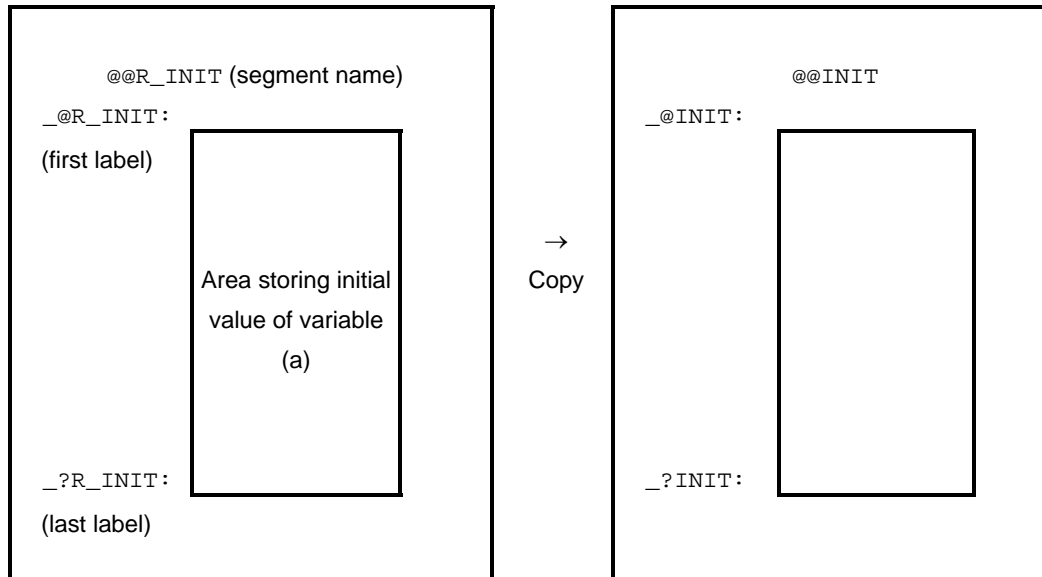 @@R_INIT (segment name)
_@R_INIT:
(first label)
Area storing initial
value of variable
(a)
_?R_INIT:
(last label)
→
Copy
@@INIT
_@INIT:
_?INIT: